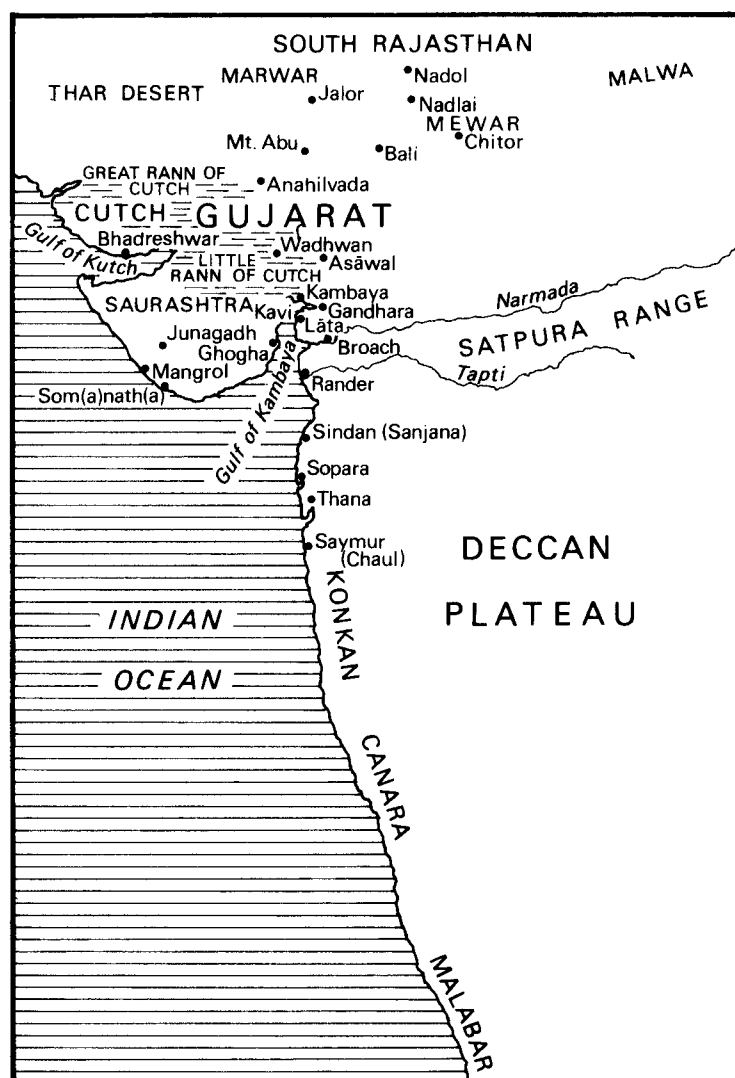 SOUTH RAJASTHAN
MARWAR
Nadol
MALWA
THAR DESERT
Jalor
Nadlai
MEWAR
Mt. Abu
Bali
Chitor
GREAT RANN OF
CUTCH
Anahilvada
CUTCH
GUJARAT
Gulf of Kutch
Bhadreshwar
Wadhwan
LITTLE
RANN OF CUTCH
Asāwal
SAURASHTRA
Kambaya
Kavi
Gandhara
Narmada
Lāta
Junagadh
Ghogha
Broach
SATPURA RANGE
Mangrol
Rander
Tapti
Som(a)nath(a)
Gulf of Kambaya
Sindan (Sanjana)
Sopara
Thana
Saymur
(Chaul)
DECCAN
PLATEAU
KONKAN
INDIAN
OCEAN
CANARA
MALABAR